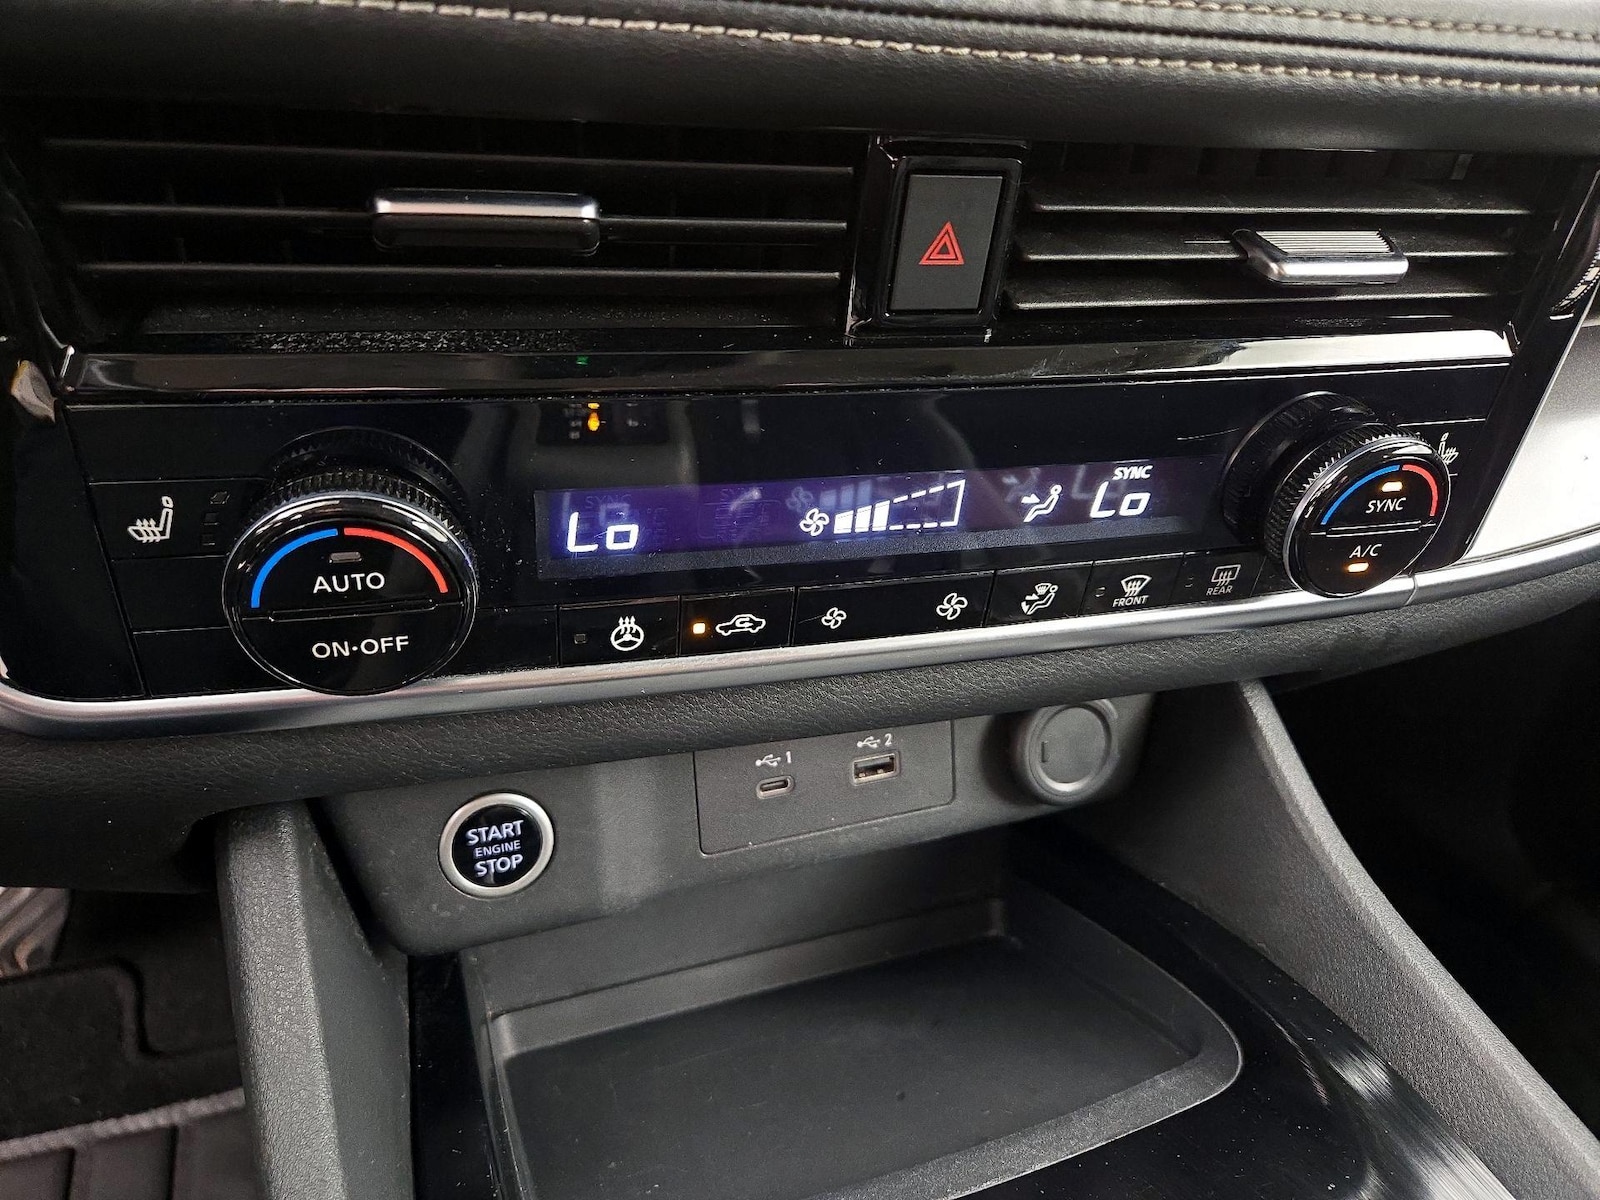 SYNC
Lo
Lo
SYNC
A/C
AUTO
ON·OFF
FRONT
REAR
1
2
START
ENGINE
STOP